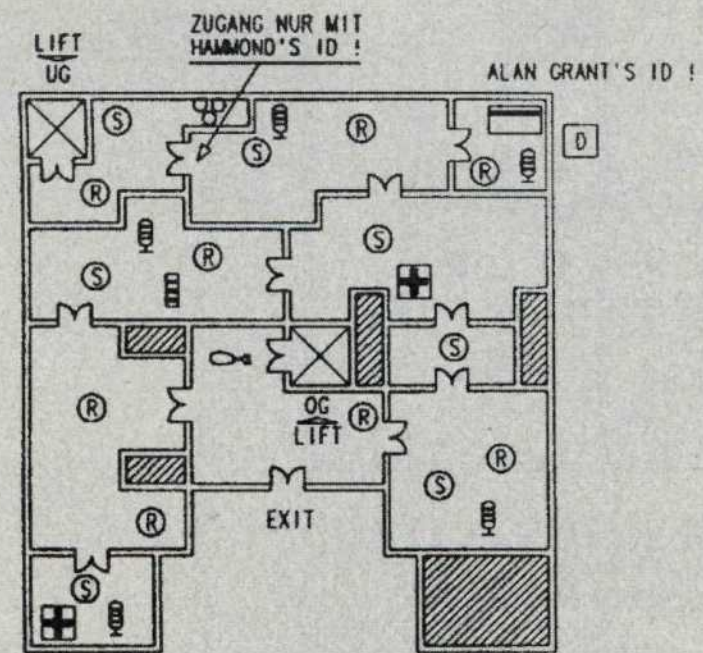 ZUGANG NUR MIT
HAMMOND'S ID !
LIFT
UG
ALAN GRANT'S ID !
S
R
S
R
R
D
R
S
R
S
S
R
OG
LIFT
R
R
S
R
EXIT
S